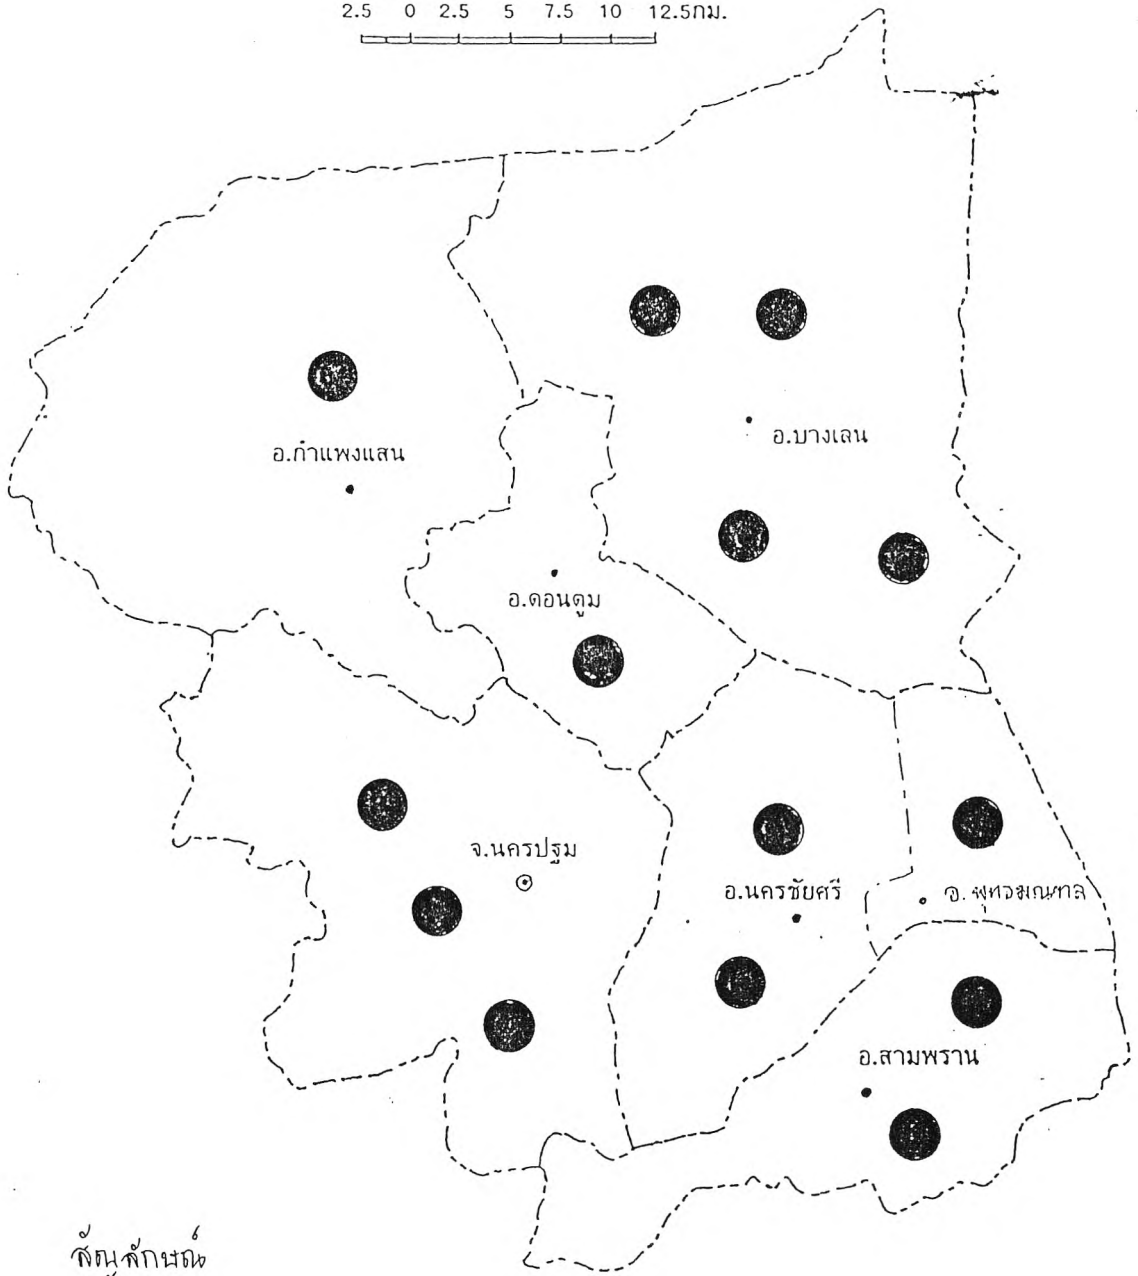 2.5 0 2.5 5 7.5 10 12.5กม.
อ.บางเลน
อ.กำแพงแสน
อ.ดอนตูม
จ.นครปฐม
อ.นครชัยศรี
อ. พุทธมณฑล
อ.สามพราน
สัญลักษณ์